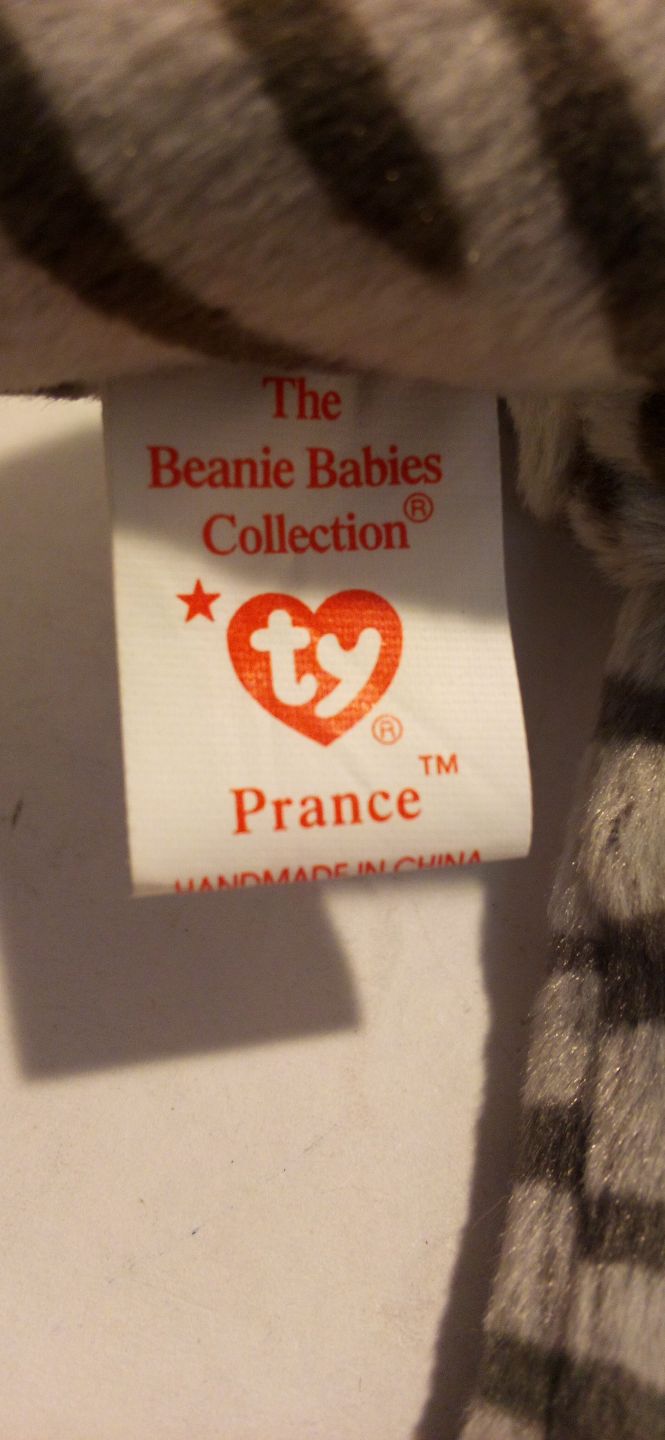 The
Beanie Babies
Collection®
ty®
Prance™
HANDMADE IN CHINA